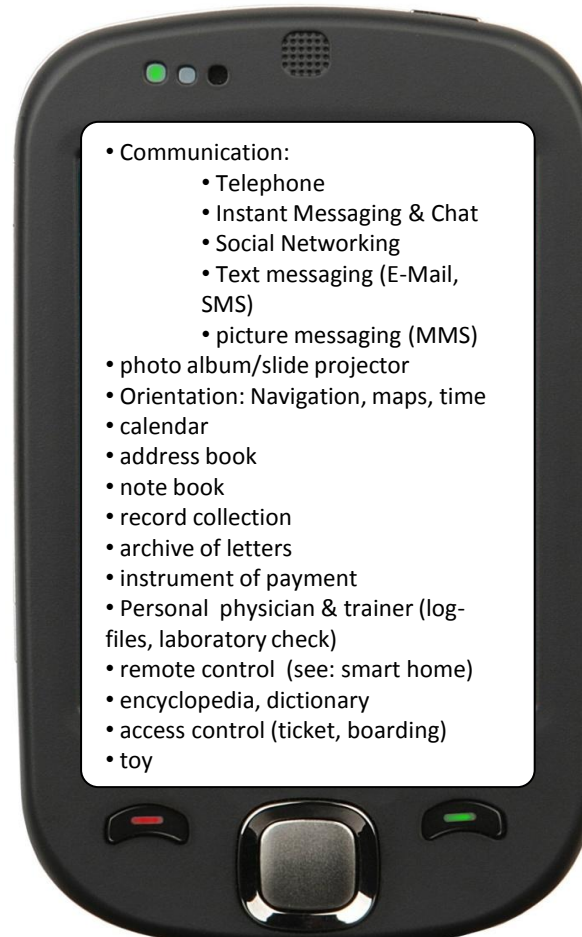 • Communication:
• Telephone
• Instant Messaging & Chat
• Social Networking
• Text messaging (E-Mail,
SMS)
• picture messaging (MMS)
• photo album/slide projector
• Orientation: Navigation, maps, time
• calendar
• address book
• note book
• record collection
• archive of letters
• instrument of payment
• Personal physician & trainer (log-
files, laboratory check)
• remote control (see: smart home)
• encyclopedia, dictionary
• access control (ticket, boarding)
• toy